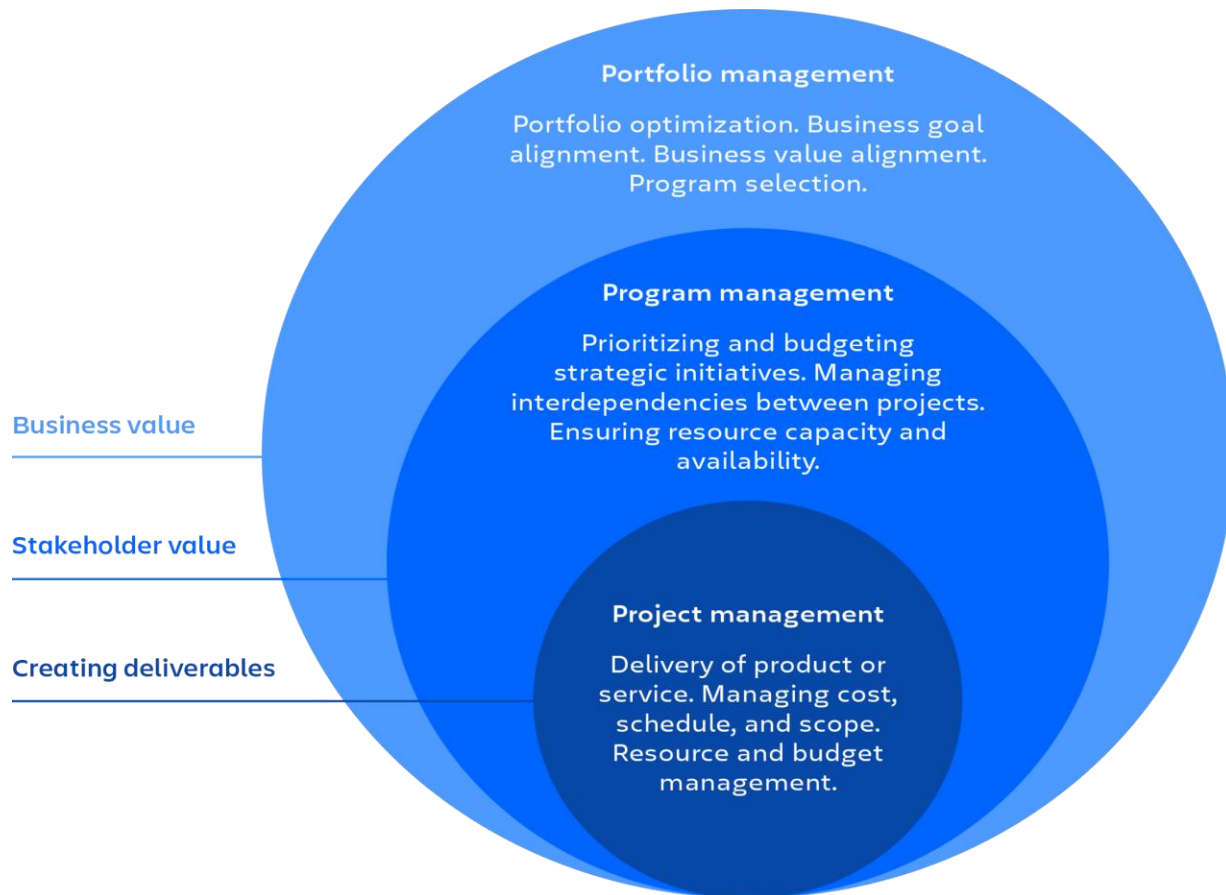 Portfolio management
Portfolio optimization. Business goal
alignment. Business value alignment.
Program selection.
Program management
Prioritizing and budgeting
strategic initiatives. Managing
interdependencies between projects.
Ensuring resource capacity and
availability.
Business value
Stakeholder value
Creating deliverables
Project management
Delivery of product or
service. Managing cost,
schedule, and scope.
Resource and budget
management.